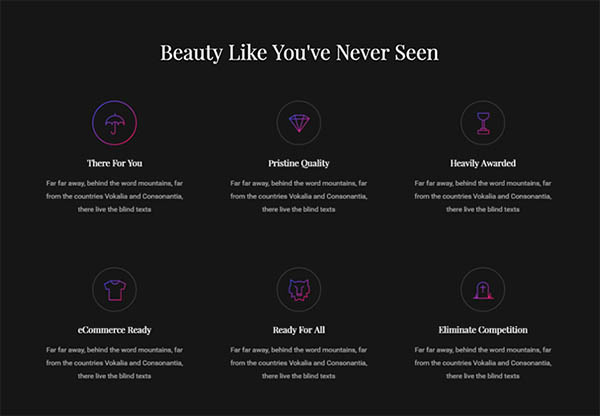 Beauty Like You've Never Seen
There For You
Far far away, behind the word mountains, far
from the countries Vokalia and Consonantia,
there live the blind texts
Pristine Quality
Far far away, behind the word mountains, far
from the countries Vokalia and Consonantia,
there live the blind texts
Heavily Awarded
Far far away, behind the word mountains, far
from the countries Vokalia and Consonantia,
there live the blind texts
eCommerce Ready
Far far away, behind the word mountains, far
from the countries Vokalia and Consonantia,
there live the blind texts
Ready For All
Far far away, behind the word mountains, far
from the countries Vokalia and Consonantia,
there live the blind texts
Eliminate Competition
Far far away, behind the word mountains, far
from the countries Vokalia and Consonantia,
there live the blind texts